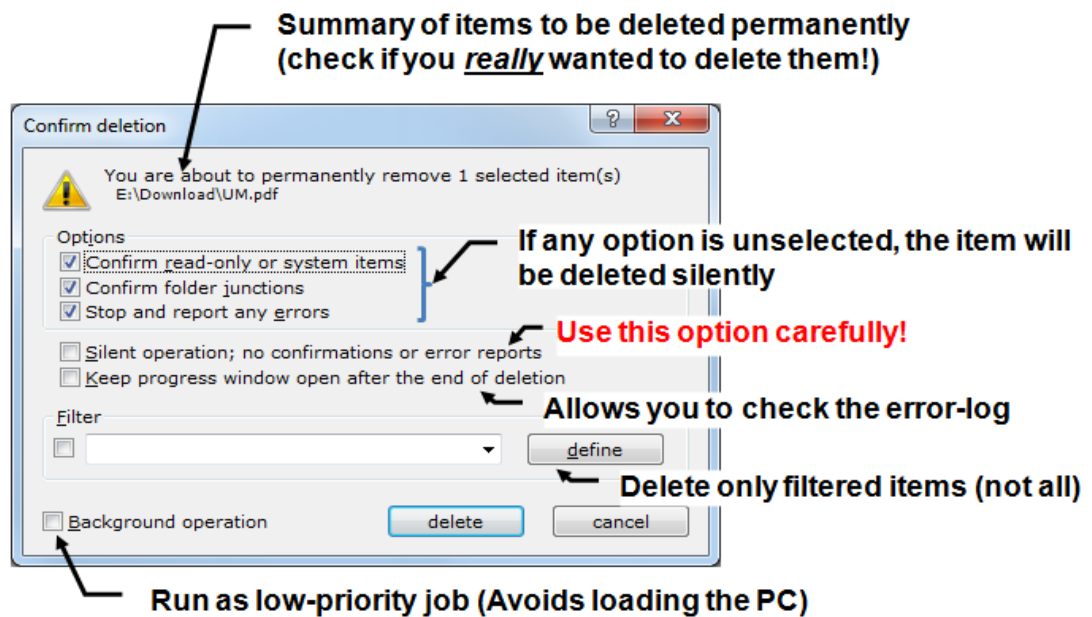 Summary of items to be deleted permanently
(check if you really wanted to delete them!)
Confirm deletion
You are about to permanently remove 1 selected item(s)
E:\Download\UM.pdf
Options
Confirm read-only or system items
Confirm folder junctions
Stop and report any errors
If any option is unselected, the item will
be deleted silently
Use this option carefully!
Silent operation; no confirmations or error reports
Keep progress window open after the end of deletion
Allows you to check the error-log
Filter
define
Delete only filtered items (not all)
Background operation
delete
cancel
Run as low-priority job (Avoids loading the PC)